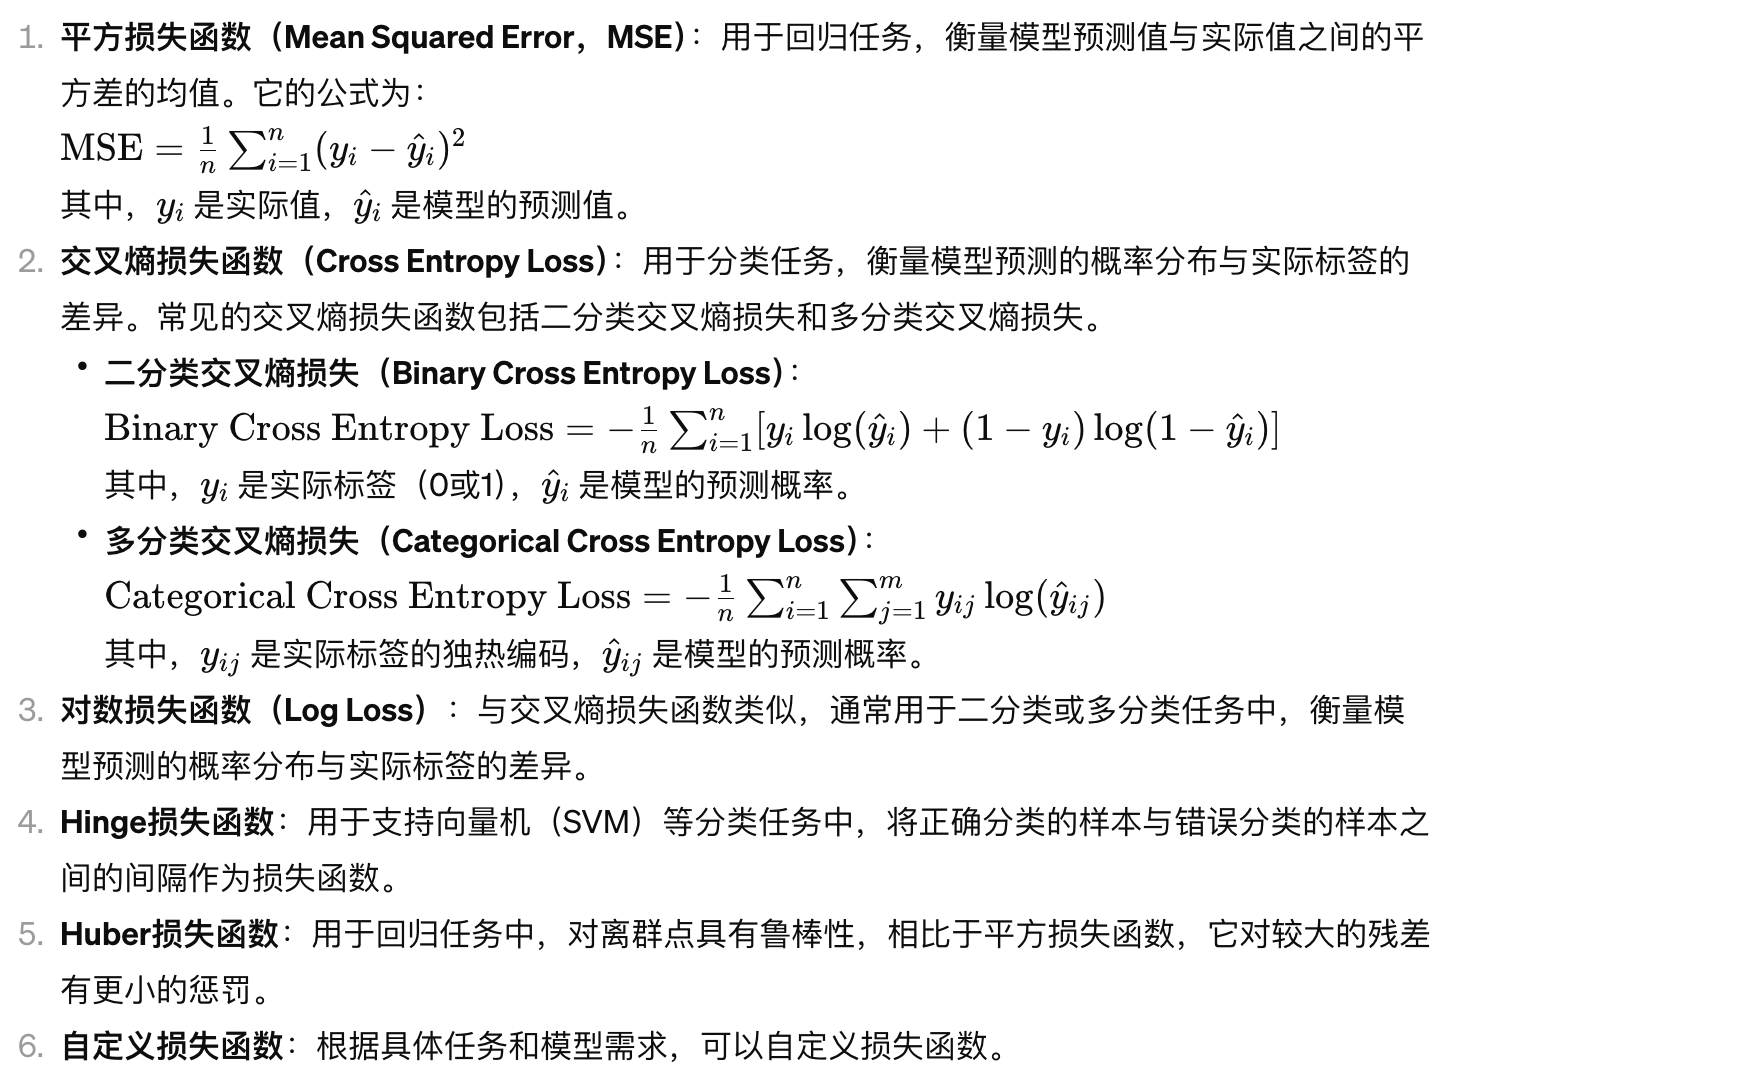 1. 平方损失函数（Mean Squared Error，MSE）：用于回归任务，衡量模型预测值与实际值之间的平
方差的均值。它的公式为：
MSE = \frac{1}{n} \sum_{i=1}^{n} (y_i − \hat{y}_i)^2
其中，y_i 是实际值，\hat{y}_i 是模型的预测值。
2. 交叉熵损失函数（Cross Entropy Loss）：用于分类任务，衡量模型预测的概率分布与实际标签的
差异。常见的交叉熵损失函数包括二分类交叉熵损失和多分类交叉熵损失。
• 二分类交叉熵损失（Binary Cross Entropy Loss）：
Binary Cross Entropy Loss = −\frac{1}{n} \sum_{i=1}^{n} [y_i log(\hat{y}_i) + (1 − y_i) log(1 − \hat{y}_i)]
其中，y_i 是实际标签（0或1），\hat{y}_i 是模型的预测概率。
• 多分类交叉熵损失（Categorical Cross Entropy Loss）：
Categorical Cross Entropy Loss = −\frac{1}{n} \sum_{i=1}^{n} \sum_{j=1}^{m} y_{ij} log(\hat{y}_{ij})
其中，y_{ij} 是实际标签的独热编码，\hat{y}_{ij} 是模型的预测概率。
3. 对数损失函数（Log Loss）：与交叉熵损失函数类似，通常用于二分类或多分类任务中，衡量模
型预测的概率分布与实际标签的差异。
4. Hinge损失函数：用于支持向量机（SVM）等分类任务中，将正确分类的样本与错误分类的样本之
间的间隔作为损失函数。
5. Huber损失函数：用于回归任务中，对离群点具有鲁棒性，相比于平方损失函数，它对较大的残差
有更小的惩罚。
6. 自定义损失函数：根据具体任务和模型需求，可以自定义损失函数。